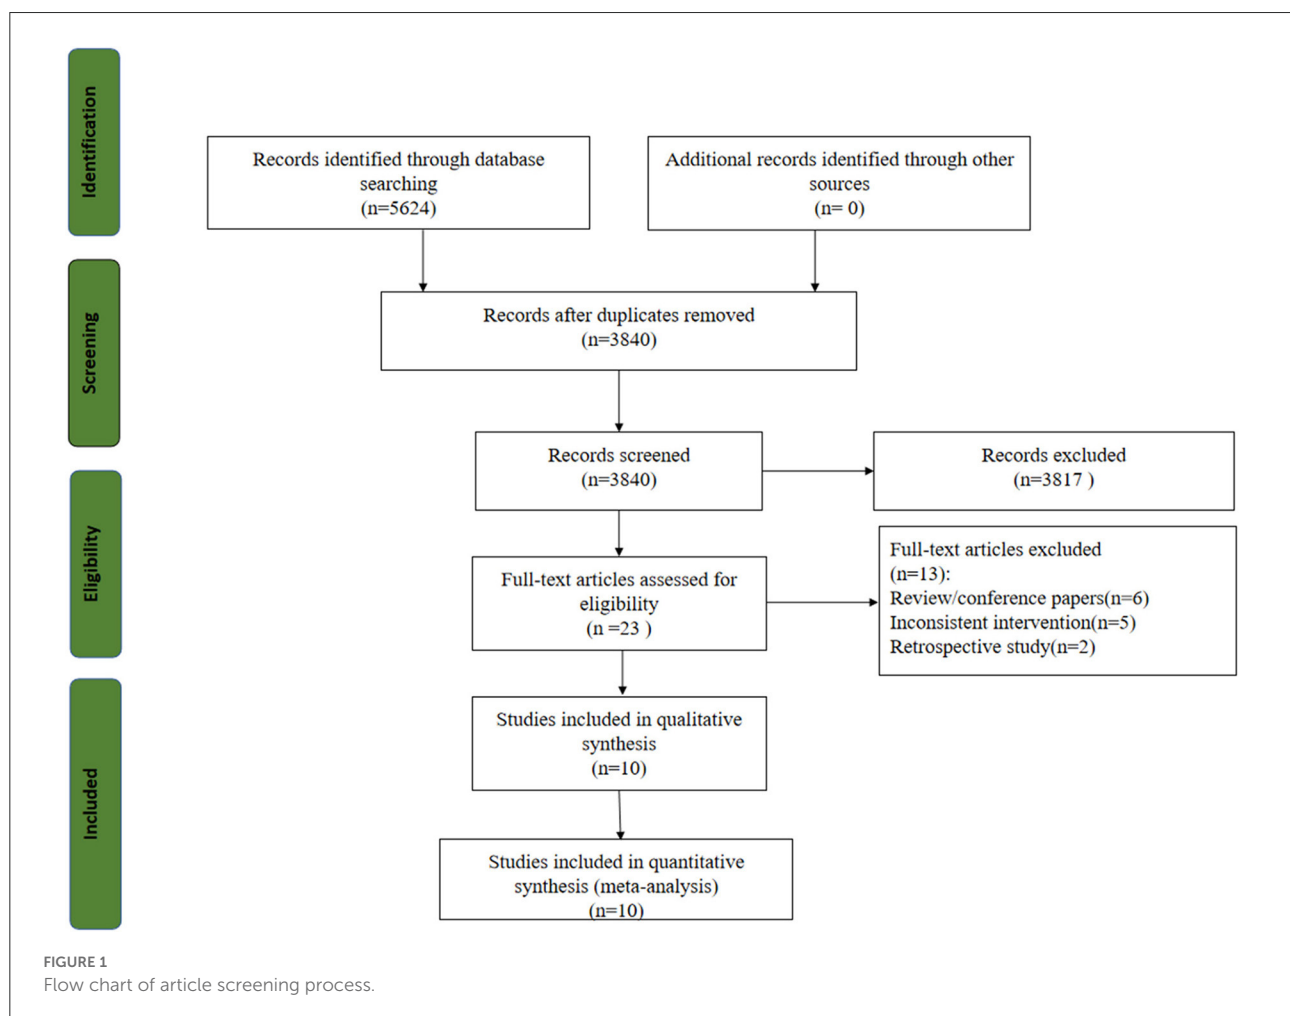 Identification
Records identified through database
searching
(n=5624)
Additional records identified through other
sources
(n= 0)
Screening
Records after duplicates removed
(n=3840)
Records screened
(n=3840)
Records excluded
(n=3817 )
Eligibility
Full-text articles assessed for
eligibility
(n =23 )
Full-text articles excluded
(n=13):
Review/conference papers(n=6)
Inconsistent intervention(n=5)
Retrospective study(n=2)
Included
Studies included in qualitative
synthesis
(n=10)
Studies included in quantitative
synthesis (meta-analysis)
(n=10)
FIGURE 1
Flow chart of article screening process.